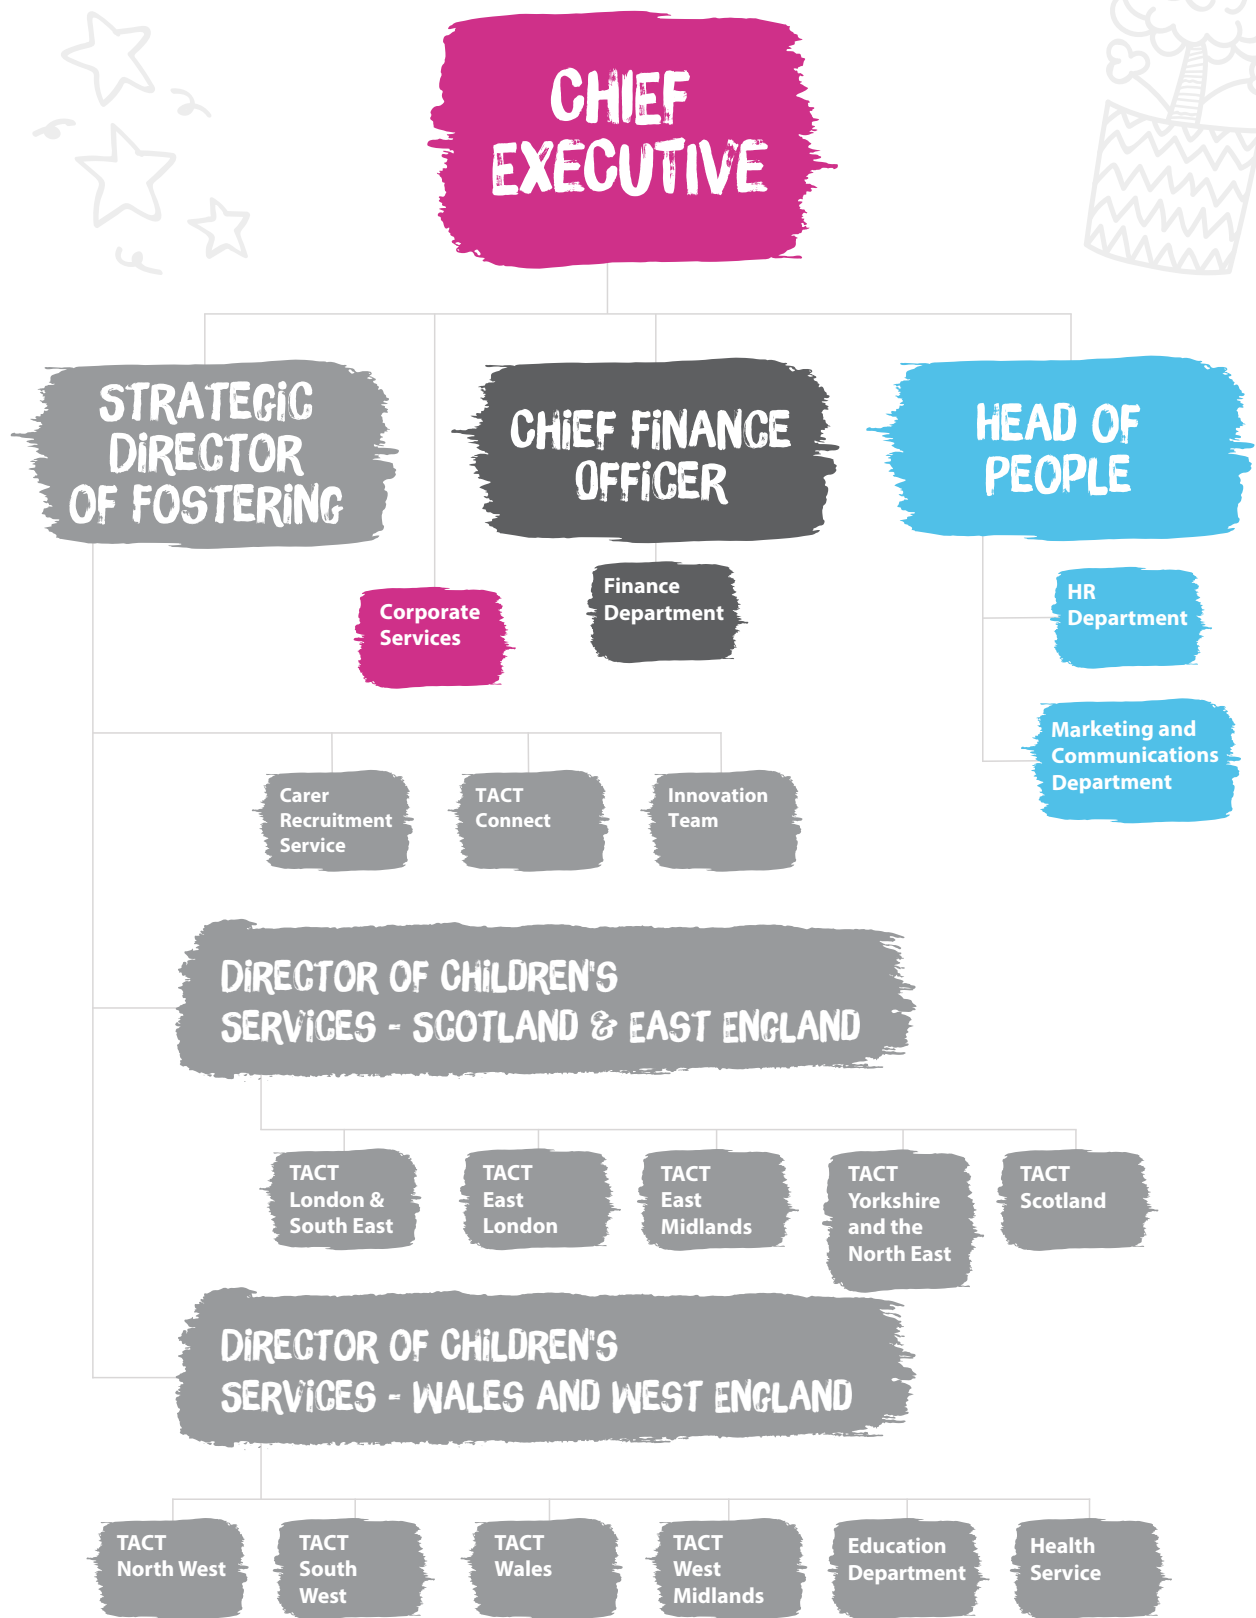 CHIEF
EXECUTIVE
STRATEGIC
DIRECTOR
OF FOSTERING
CHIEF FINANCE
OFFICER
HEAD OF
PEOPLE
Corporate
Services
Finance
Department
HR
Department
Marketing and
Communications
Department
Carer
Recruitment
Service
TACT
Connect
Innovation
Team
DIRECTOR OF CHILDREN'S
SERVICES - SCOTLAND & EAST ENGLAND
TACT
London &
South East
TACT
East
London
TACT
East
Midlands
TACT
Yorkshire
and the
North East
TACT
Scotland
DIRECTOR OF CHILDREN'S
SERVICES - WALES AND WEST ENGLAND
TACT
North West
TACT
South
West
TACT
Wales
TACT
West
Midlands
Education
Department
Health
Service